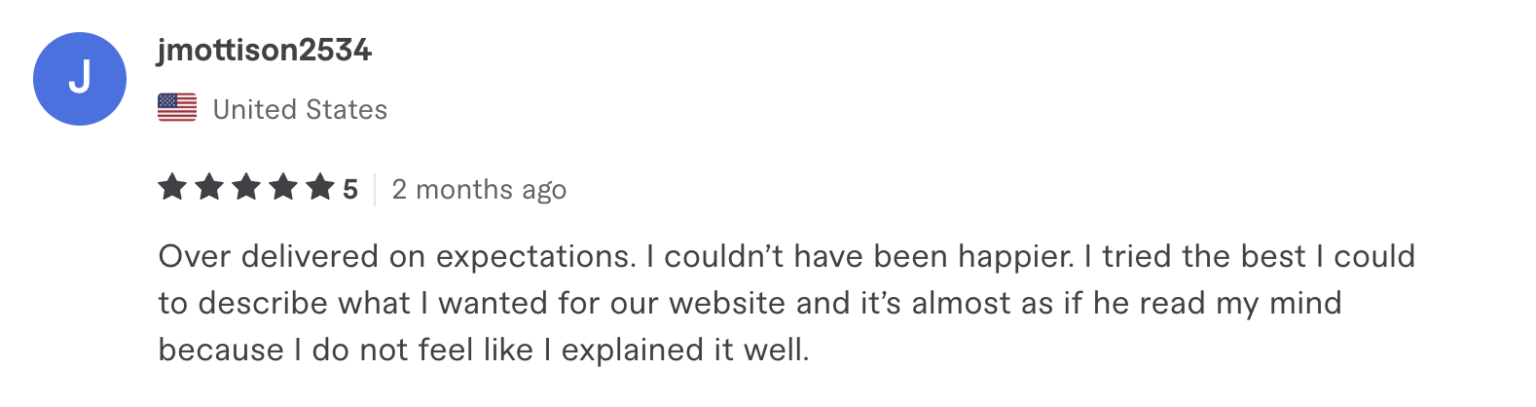 J
jmottison2534
United States
5
2 months ago
Over delivered on expectations. I couldn’t have been happier. I tried the best I could
to describe what I wanted for our website and it’s almost as if he read my mind
because I do not feel like I explained it well.